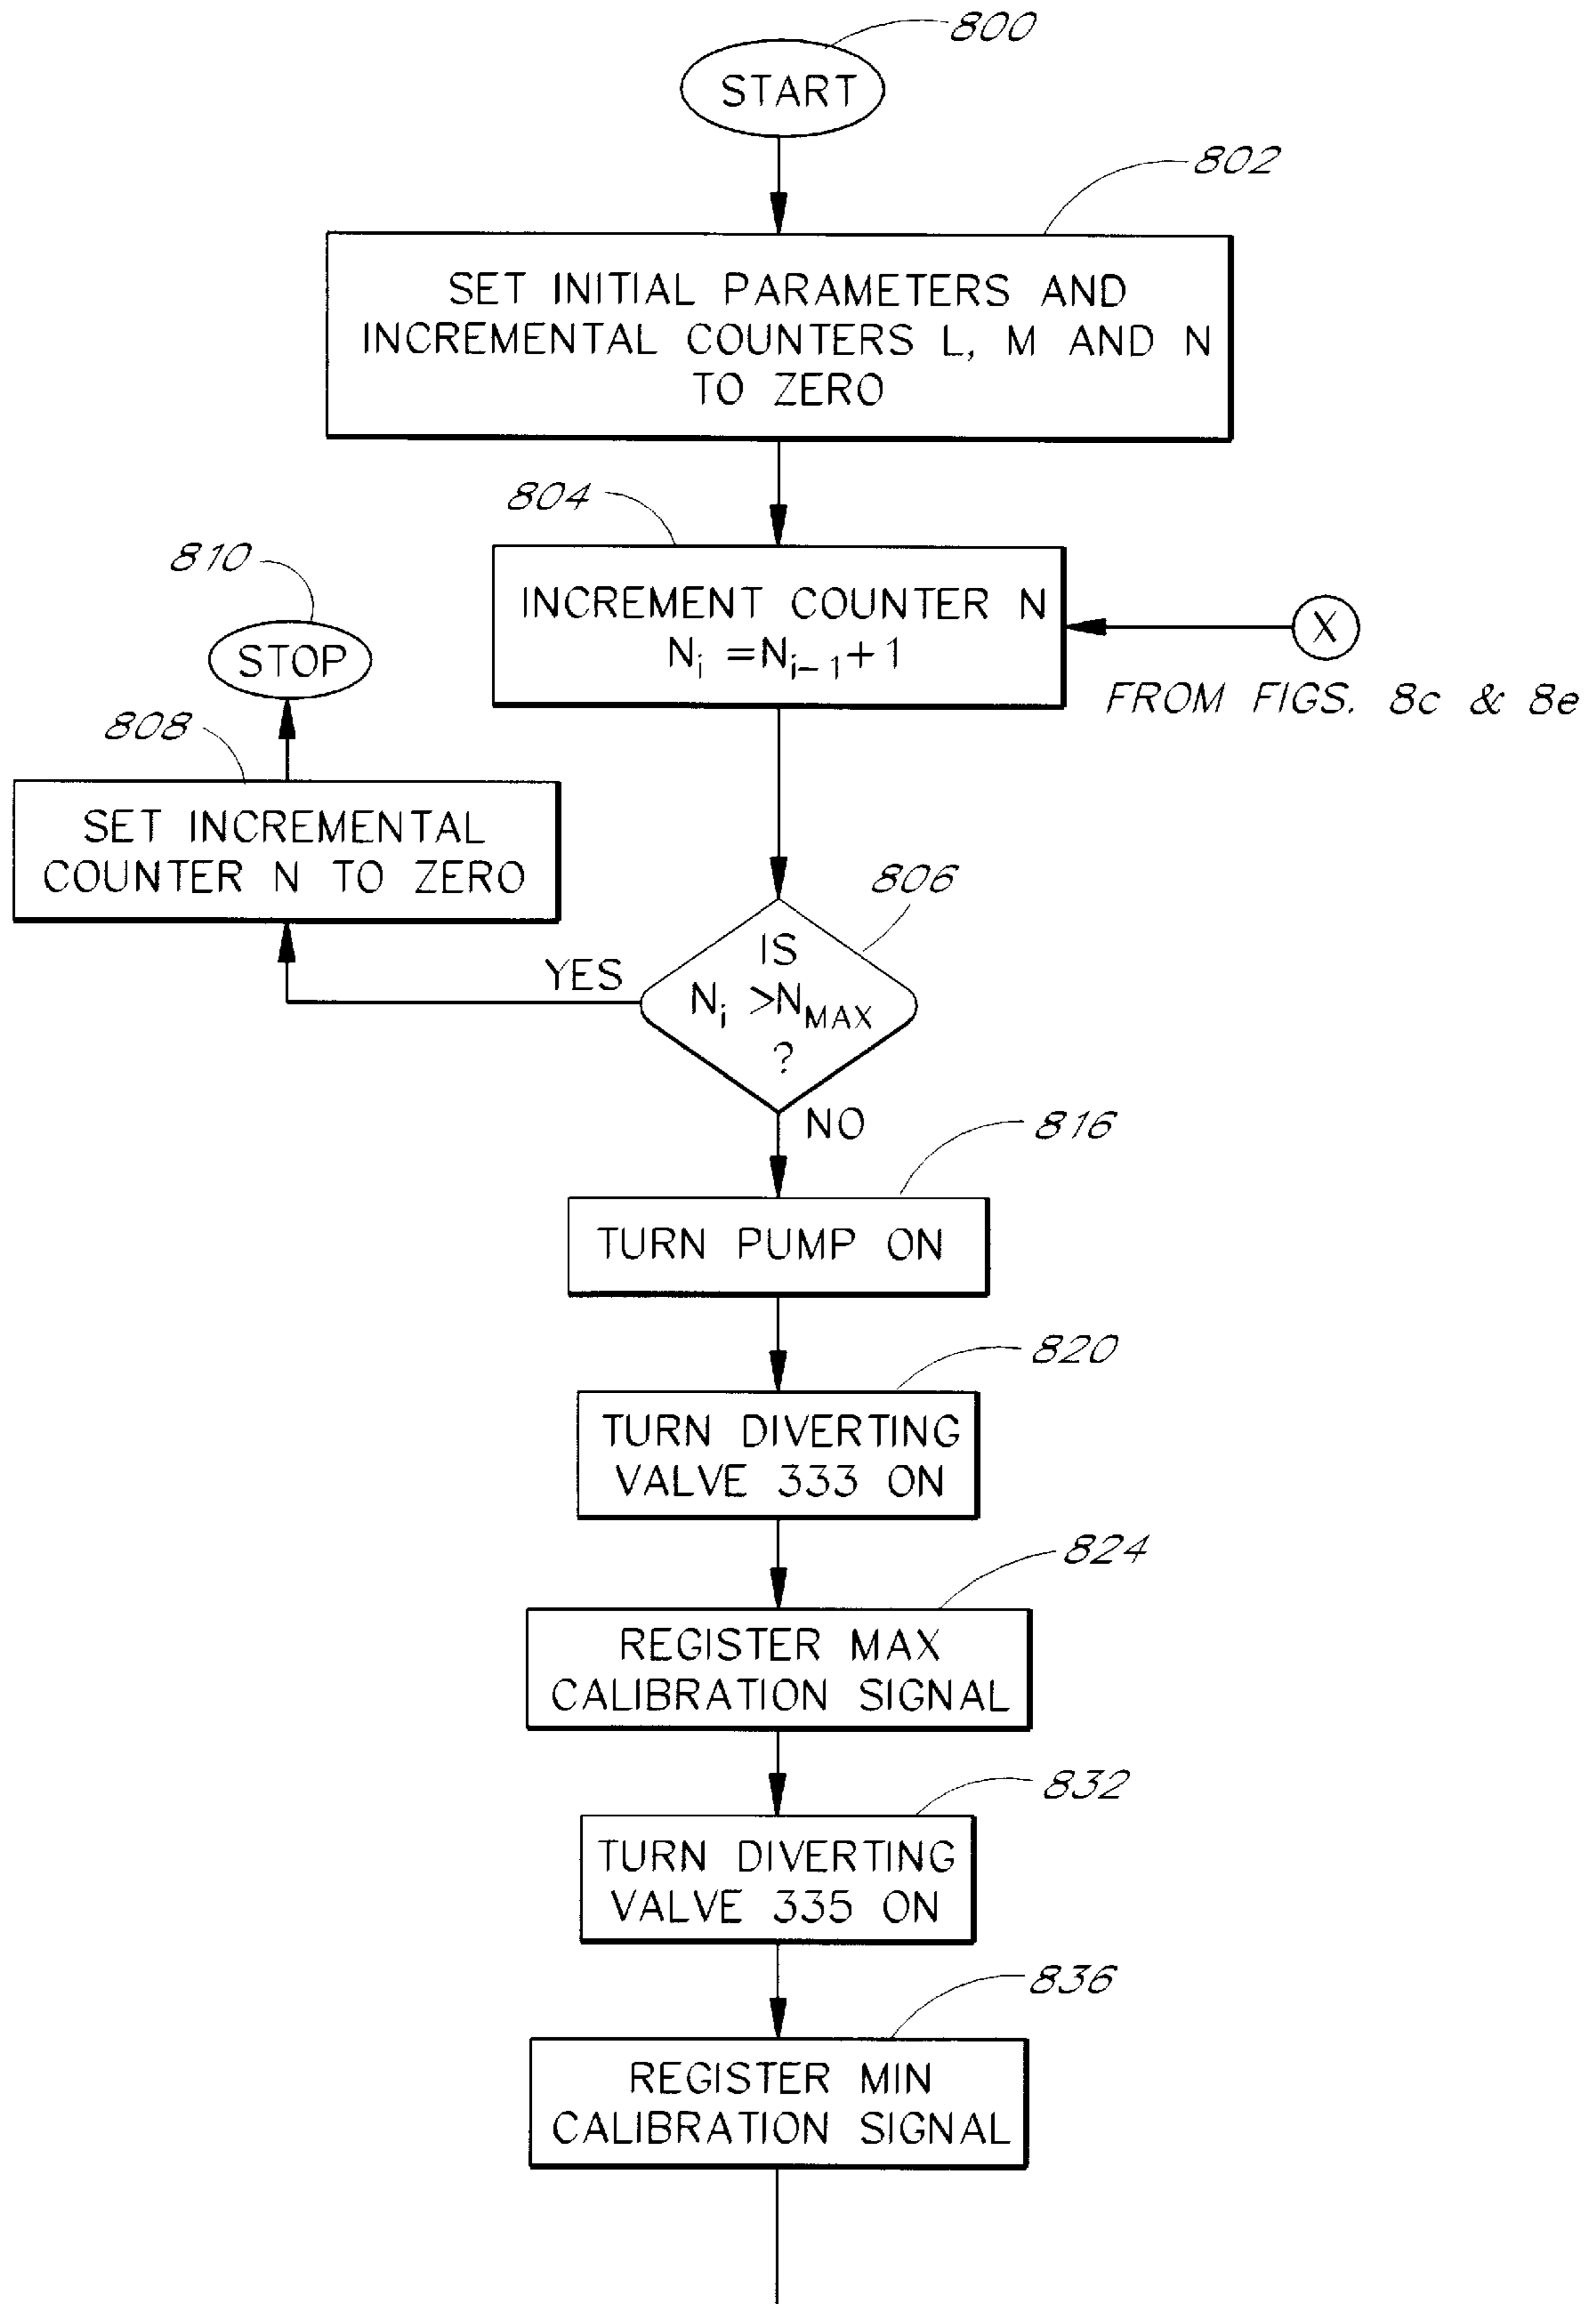 800
START
802
SET INITIAL PARAMETERS AND
INCREMENTAL COUNTERS L, M AND N
TO ZERO
804
INCREMENT COUNTER N
Nᵢ =Nᵢ₋₁+1
X
FROM FIGS. 8c & 8e
810
STOP
808
SET INCREMENTAL
COUNTER N TO ZERO
806
IS
Nᵢ >N_MAX
?
YES
NO
816
TURN PUMP ON
820
TURN DIVERTING
VALVE 333 ON
824
REGISTER MAX
CALIBRATION SIGNAL
832
TURN DIVERTING
VALVE 335 ON
836
REGISTER MIN
CALIBRATION SIGNAL